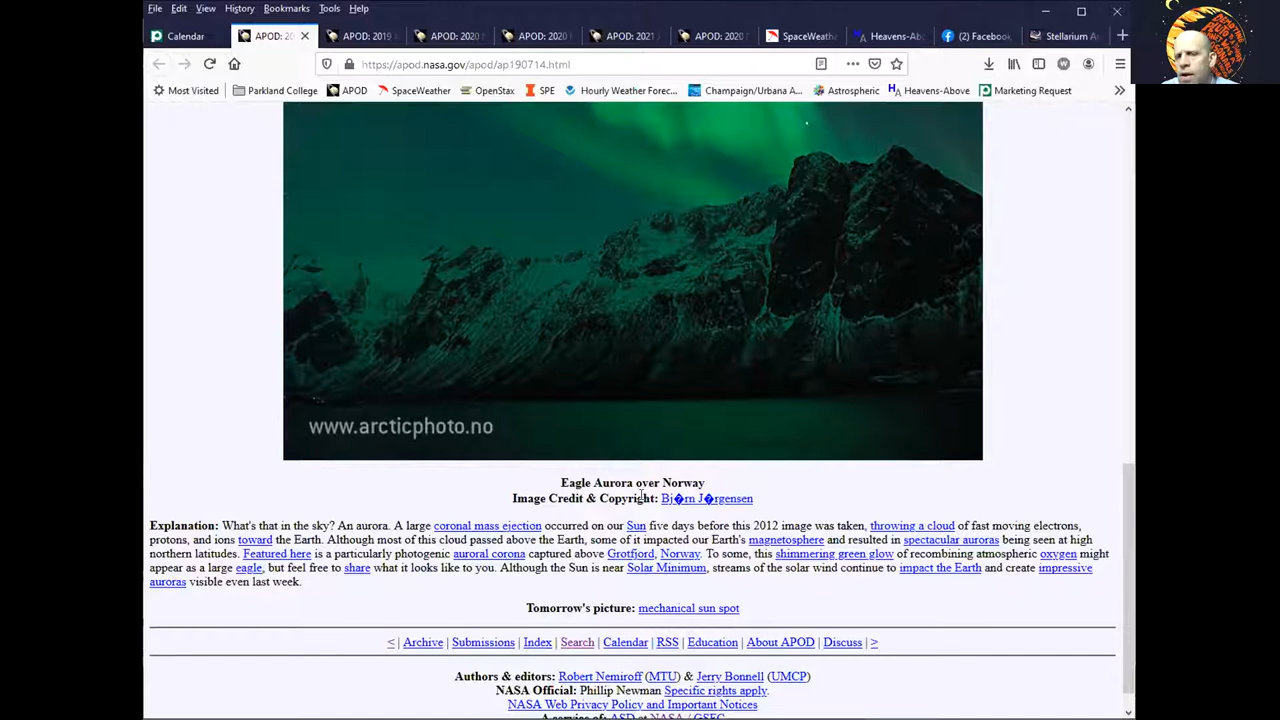 File Edit View History Bookmarks Tools Help
Calendar APOD: 20 APOD: 2019 APOD: 2020 APOD: 2020 APOD: 2021 APOD: 2020 SpaceWeath Heavens-Ab (2) Facebook Stellarium
https://apod.nasa.gov/apod/ap190714.html
Most Visited Parkland College APOD SpaceWeather OpenStax SPE Hourly Weather Forec... Champaign/Urbana A... Astrospheric Heavens-Above Marketing Request
www.arcticphoto.no
Eagle Aurora over Norway
Image Credit & Copyright: Bj�rn J�rgensen
Explanation: What's that in the sky? An aurora. A large coronal mass ejection occurred on our Sun five days before this 2012 image was taken, throwing a cloud of fast moving electrons,
protons, and ions toward the Earth. Although most of this cloud passed above the Earth, some of it impacted our Earth's magnetosphere and resulted in spectacular auroras being seen at high
northern latitudes. Featured here is a particularly photogenic auroral corona captured above Grotfjord, Norway. To some, this shimmering green glow of recombining atmospheric oxygen might
appear as a large eagle, but feel free to share what it looks like to you. Although the Sun is near Solar Minimum, streams of the solar wind continue to impact the Earth and create impressive
auroras visible even last week.
Tomorrow's picture: mechanical sun spot
< | Archive | Submissions | Index | Search | Calendar | RSS | Education | About APOD | Discuss | >
Authors & editors: Robert Nemiroff (MTU) & Jerry Bonnell (UMCP)
NASA Official: Phillip Newman Specific rights apply.
NASA Web Privacy Policy and Important Notices
A service of: ASD at NASA / GSFC